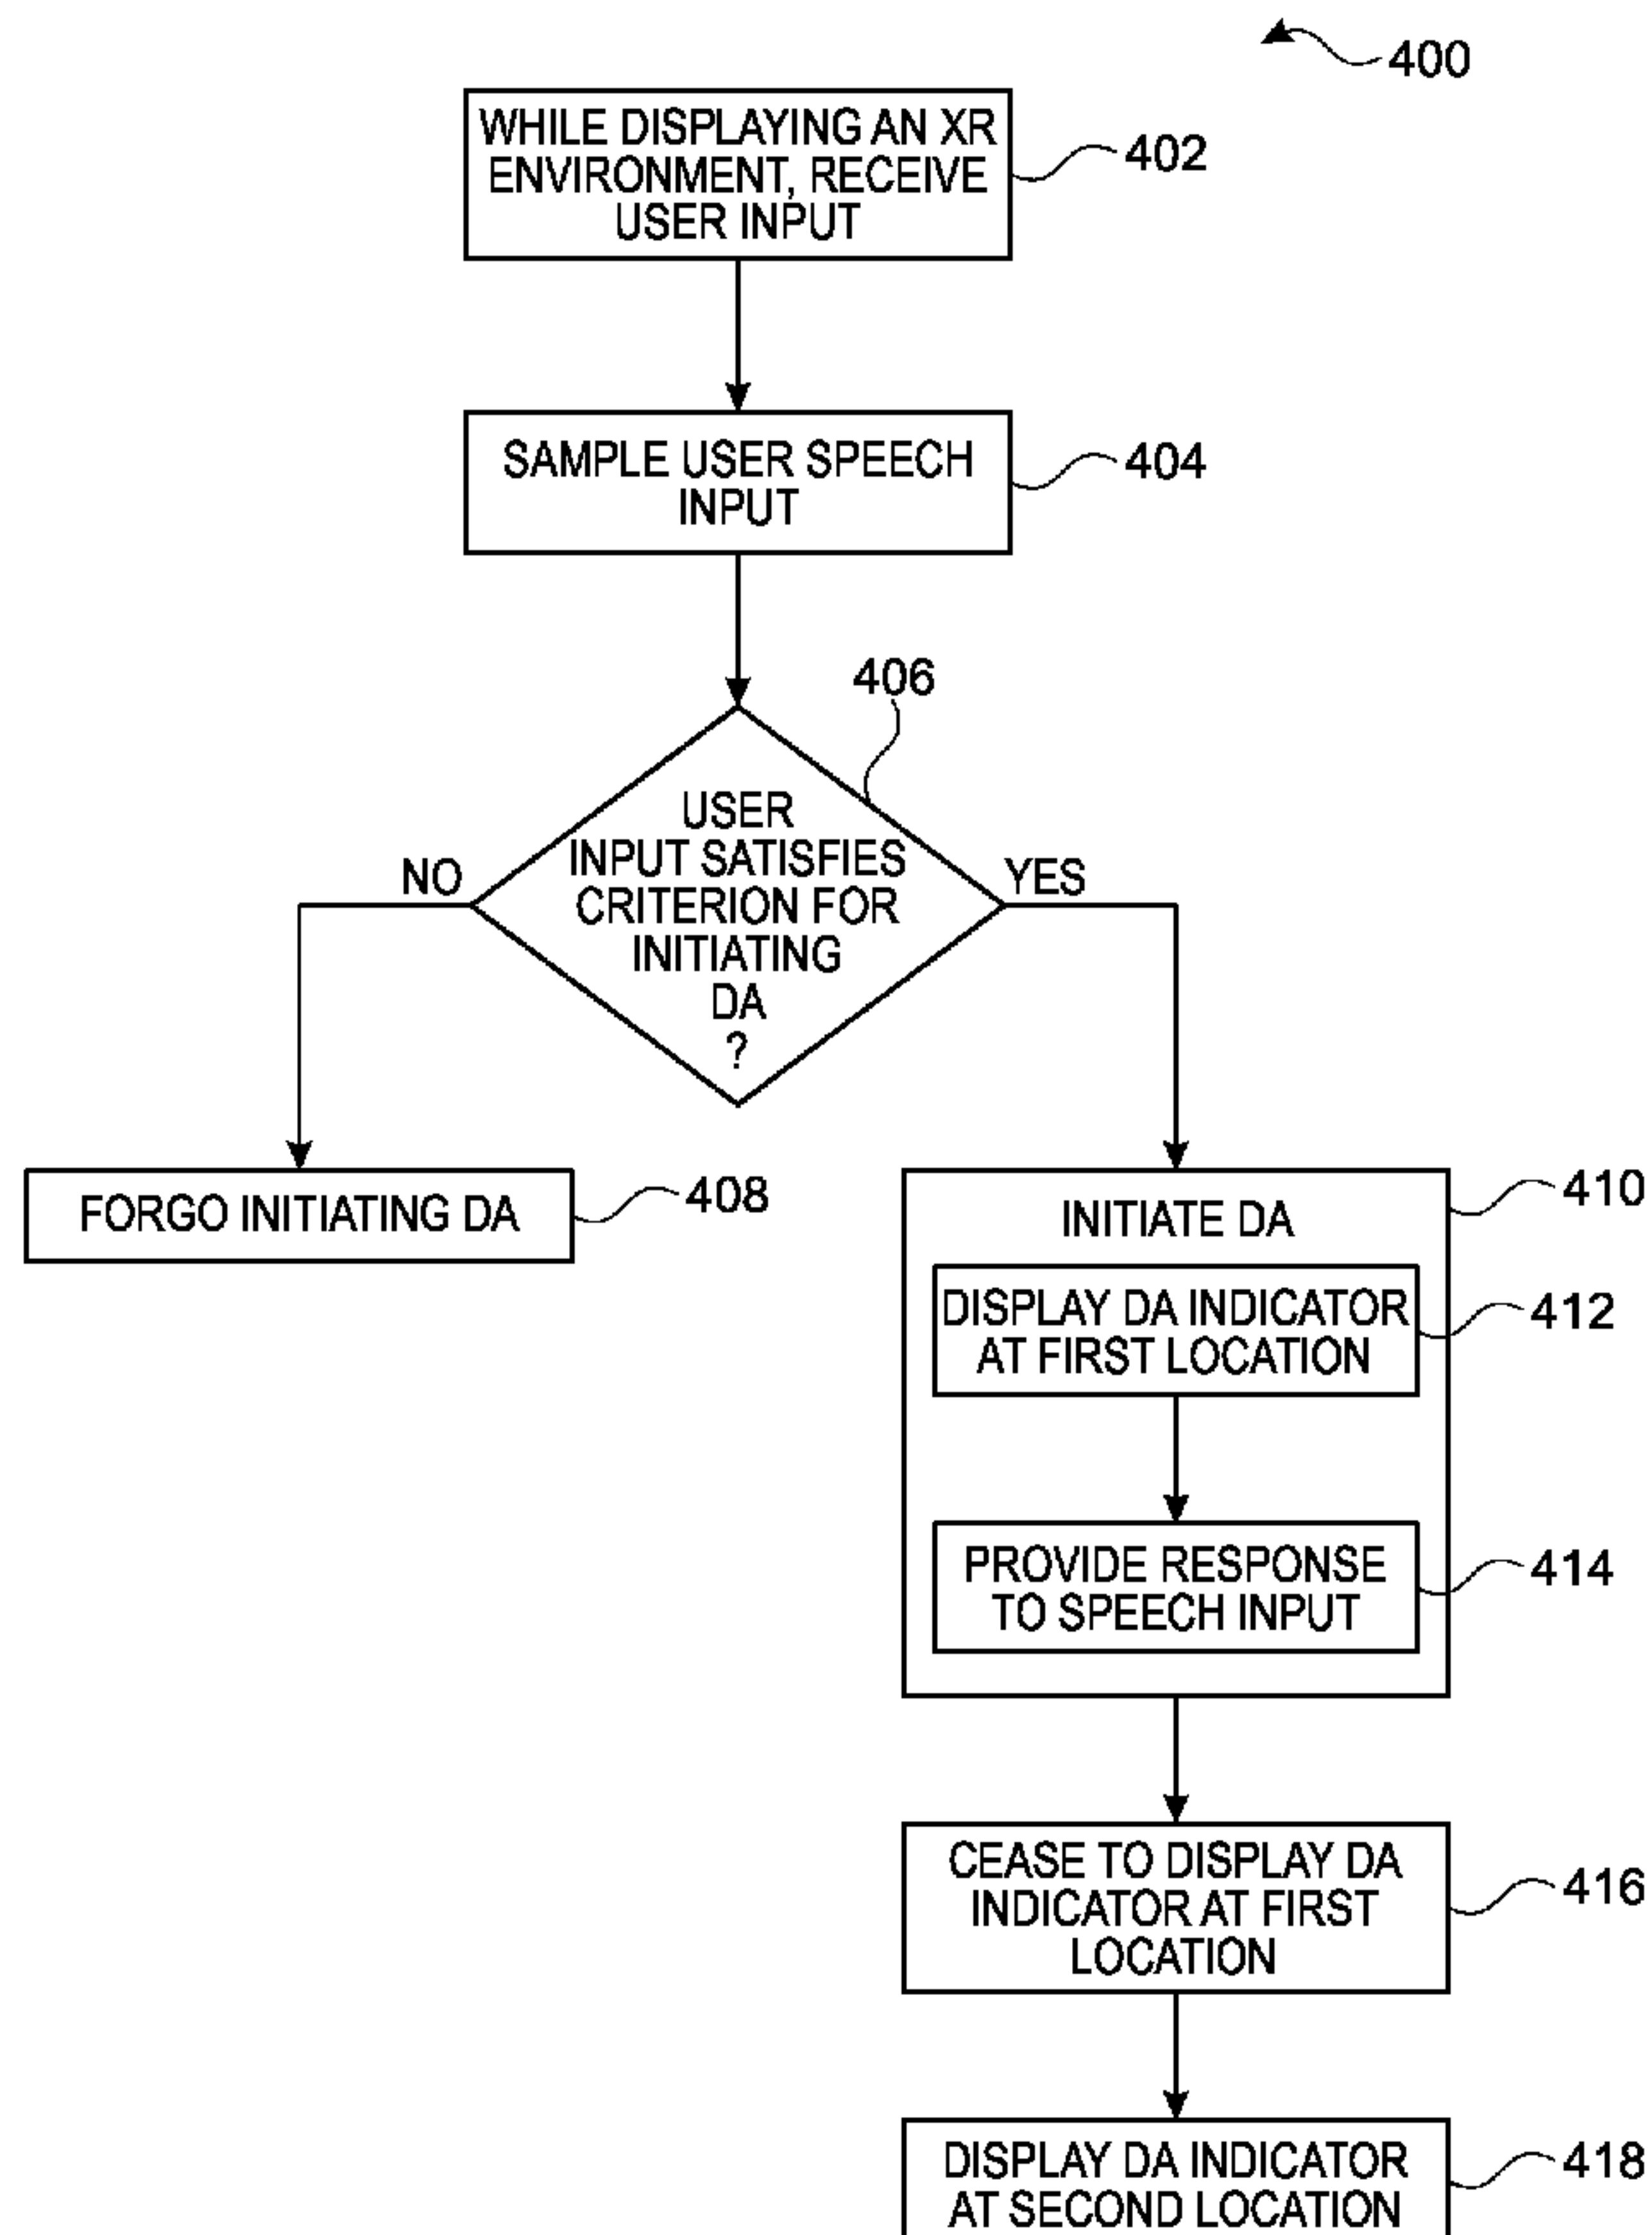 400
WHILE DISPLAYING AN XR
ENVIRONMENT, RECEIVE
USER INPUT
402
SAMPLE USER SPEECH
INPUT
404
406
USER
INPUT SATISFIES
CRITERION FOR
INITIATING
DA
?
NO
YES
FORGO INITIATING DA
408
INITIATE DA
410
DISPLAY DA INDICATOR
AT FIRST LOCATION
412
PROVIDE RESPONSE
TO SPEECH INPUT
414
CEASE TO DISPLAY DA
INDICATOR AT FIRST
LOCATION
416
DISPLAY DA INDICATOR
AT SECOND LOCATION
418